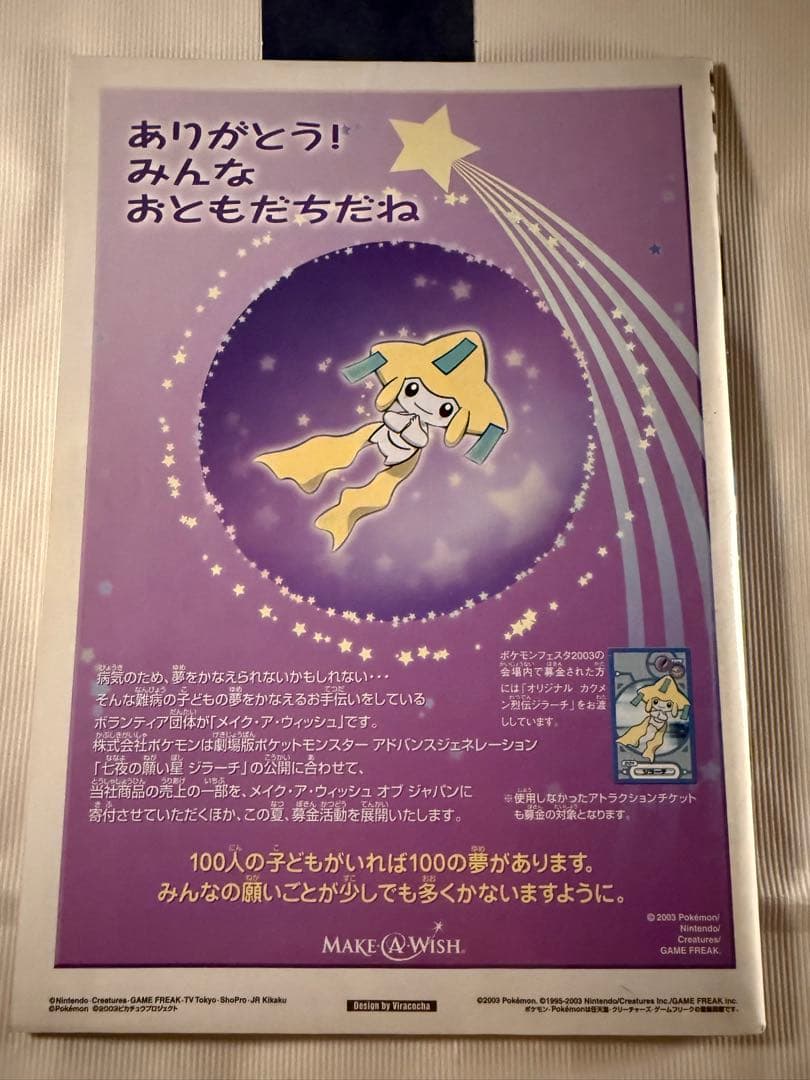 ありがとう!
みんな
おともだちだね
病気のため、夢をかなえられないかもしれない・・・
そんな難病の子どもの夢をかなえるお手伝いをしている
ボランティア団体が「メイク・ア・ウィッシュ」です。
株式会社ポケモンは劇場版ポケットモンスター アドバンスジェネレーション
「七夜の願い星 ジラーチ」の公開に合わせて、
当社商品の売上の一部を、メイク・ア・ウィッシュ オブ ジャパンに
寄付させていただくほか、この夏、募金活動を展開いたします。
ポケモンフェスタ2003の
会場内で募金された方
には「オリジナル カクメ
ン烈伝ジラーチ」をお渡
ししています。
ジラーチ
※使用しなかったアトラクションチケット
も募金の対象となります。
100人の子どもがいれば100の夢があります。
みんなの願いごとが少しでも多くかないますように。
MAKE-A-WISH
©2003 Pokémon/
Nintendo/
Creatures/
GAME FREAK.
©Nintendo・Creatures・GAME FREAK・TV Tokyo・ShoPro・JR Kikaku
©Pokémon ©2003ピカチュウプロジェクト
Design by Viracocha
©2003 Pokémon. ©1995-2003 Nintendo/Creatures Inc./GAME FREAK inc.
ポケモン・Pokémonは任天堂・クリーチャーズ・ゲームフリークの登録商標です。